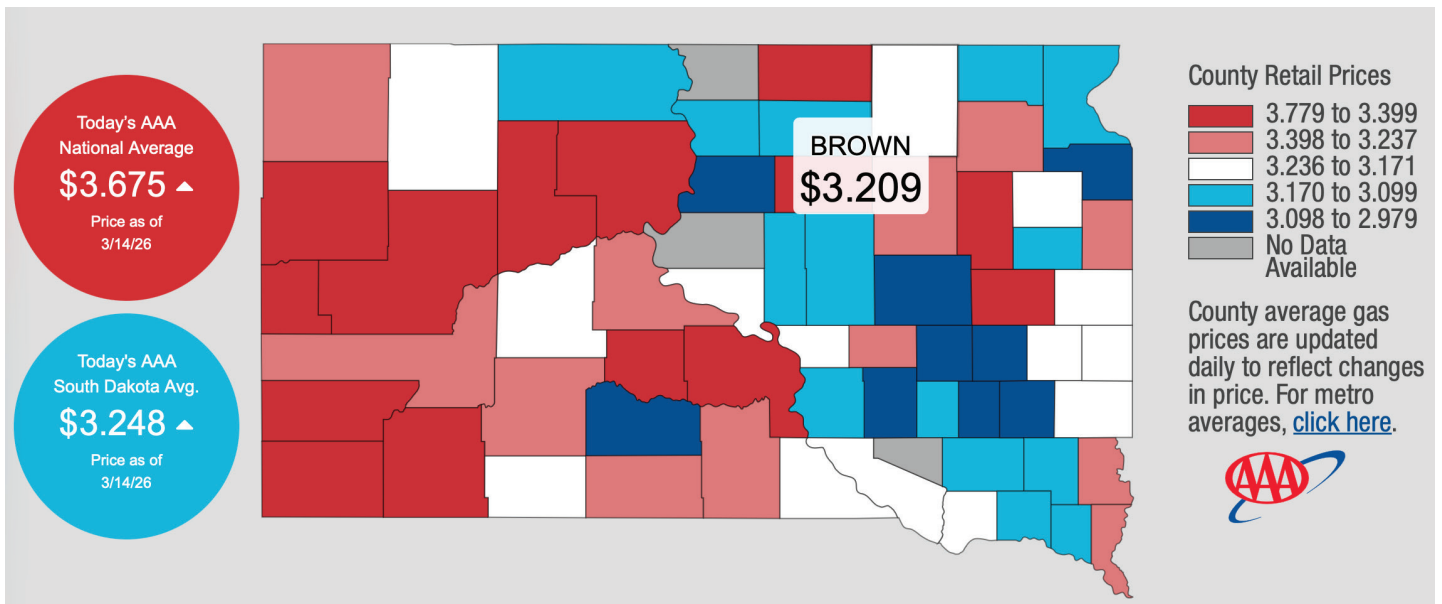 Today's AAA
National Average
$3.675
Price as of
3/14/26
Today's AAA
South Dakota Avg.
$3.248
Price as of
3/14/26
BROWN
$3.209
County Retail Prices
3.779 to 3.399
3.398 to 3.237
3.236 to 3.171
3.170 to 3.099
3.098 to 2.979
No Data
Available
County average gas
prices are updated
daily to reflect changes
in price. For metro
averages, click here.
AAA